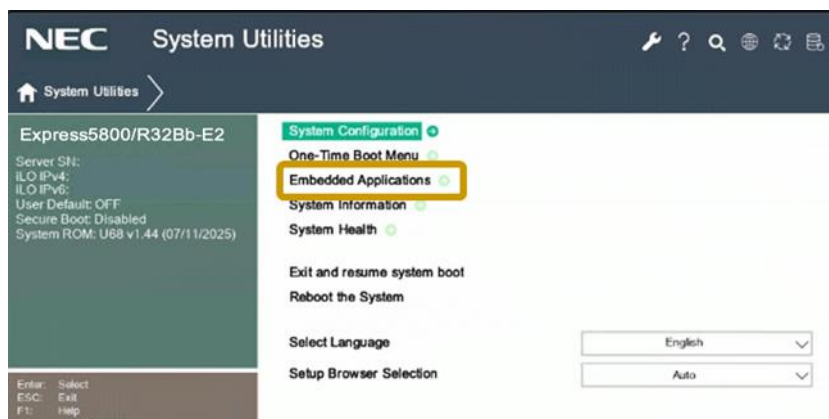 NEC System Utilities
System Utilities
Express5800/R32Bb-E2
Server SN:
iLO IPv4:
iLO IPv6:
User Default: OFF
Secure Boot: Disabled
System ROM: U68 v1.44 (07/11/2025)
System Configuration
One-Time Boot Menu
Embedded Applications
System Information
System Health
Exit and resume system boot
Reboot the System
Select Language English
Setup Browser Selection Auto
Enter: Select
ESC: Exit
F1: Help